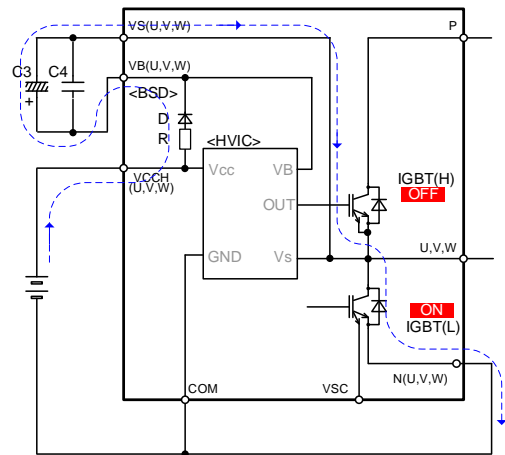 VS(U,V,W)
P
VB(U,V,W)
C3
C4
+
<BSD>
D
R
<HVIC>
Vcc
VB
VCCH
(U,V,W)
IGBT(H)
OFF
OUT
GND
Vs
U,V,W
ON
IGBT(L)
N(U,V,W)
COM
VSC